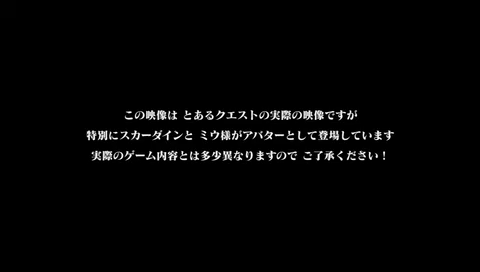 この映像は とあるクエストの実際の映像ですが
特別にスカーダインと ミウ様がアバターとして登場しています
実際のゲーム内容とは多少異なりますので ご了承ください！